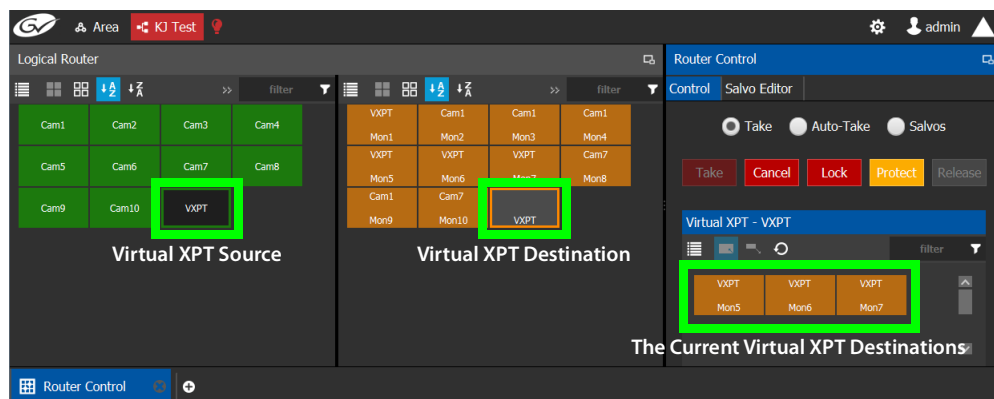 GV Area KJ Test admin
Logical Router
Router Control
A Z Z A >> filter
A Z Z A >> filter
Control Salvo Editor
Cam1 Cam2 Cam3 Cam4
Cam5 Cam6 Cam7 Cam8
Cam9 Cam10 VXPT
Virtual XPT Source
VXPT Cam1 Cam1 Cam1
Mon1 Mon2 Mon3 Mon4
VXPT VXPT VXPT Cam7
Mon5 Mon6 Mon7 Mon8
Cam1 Cam7
Mon9 Mon10 VXPT
Virtual XPT Destination
Take Auto-Take Salvos
Take Cancel Lock Protect Release
Virtual XPT - VXPT
filter
VXPT VXPT VXPT
Mon5 Mon6 Mon7
The Current Virtual XPT Destinations
Router Control